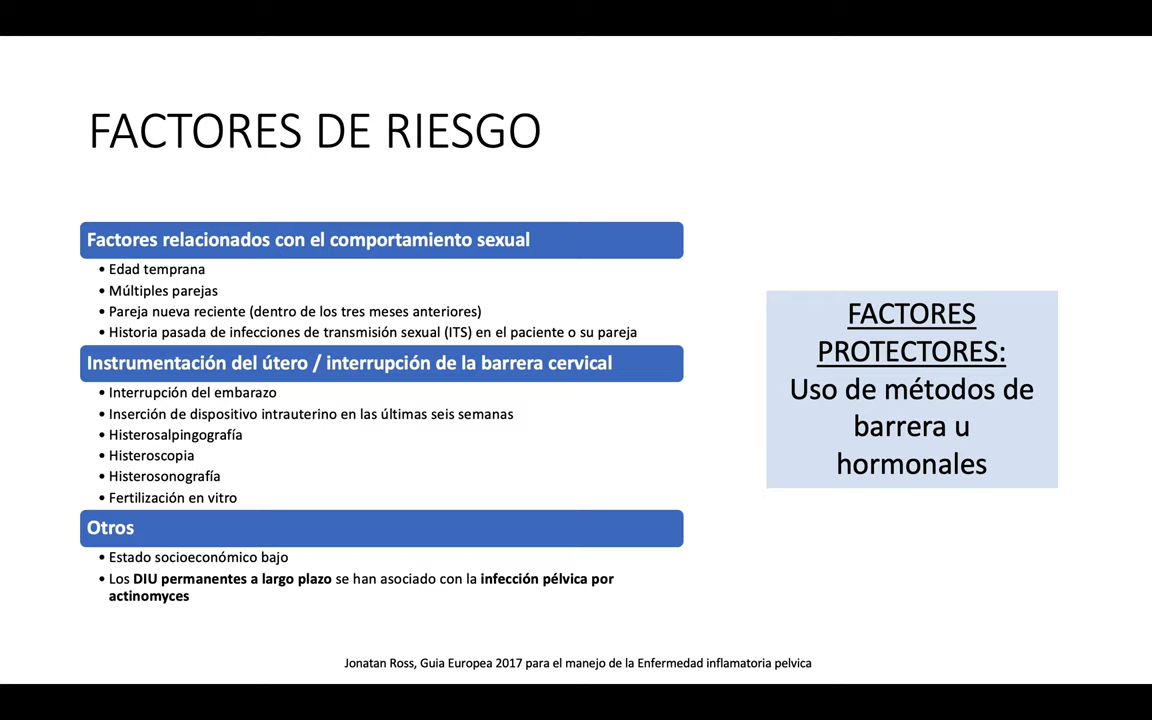 FACTORES DE RIESGO
Factores relacionados con el comportamiento sexual
• Edad temprana
• Múltiples parejas
• Pareja nueva reciente (dentro de los tres meses anteriores)
• Historia pasada de infecciones de transmisión sexual (ITS) en el paciente o su pareja
Instrumentación del útero / interrupción de la barrera cervical
• Interrupción del embarazo
• Inserción de dispositivo intrauterino en las últimas seis semanas
• Histerosalpingografía
• Histeroscopia
• Histerosonografía
• Fertilización en vitro
Otros
• Estado socioeconómico bajo
• Los DIU permanentes a largo plazo se han asociado con la infección pélvica por
actinomyces
FACTORES
PROTECTORES:
Uso de métodos de
barrera u
hormonales
Jonatan Ross, Guia Europea 2017 para el manejo de la Enfermedad inflamatoria pelvica